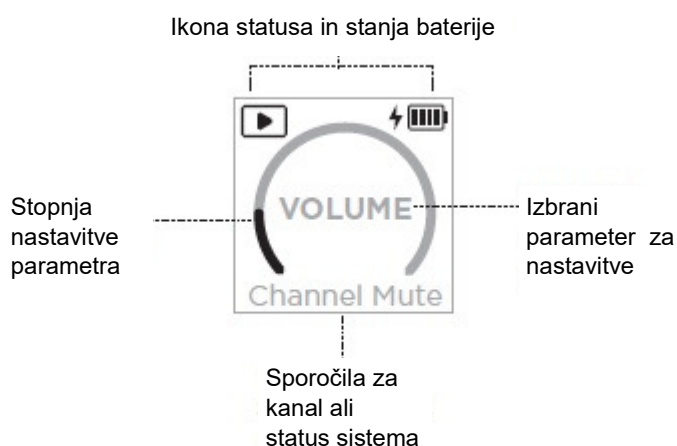 Ikona statusa in stanja baterije
VOLUME
Stopnja
nastavitve
parametra
Izbrani
parameter za
nastavitve
Channel Mute
Sporočila za
kanal ali
status sistema